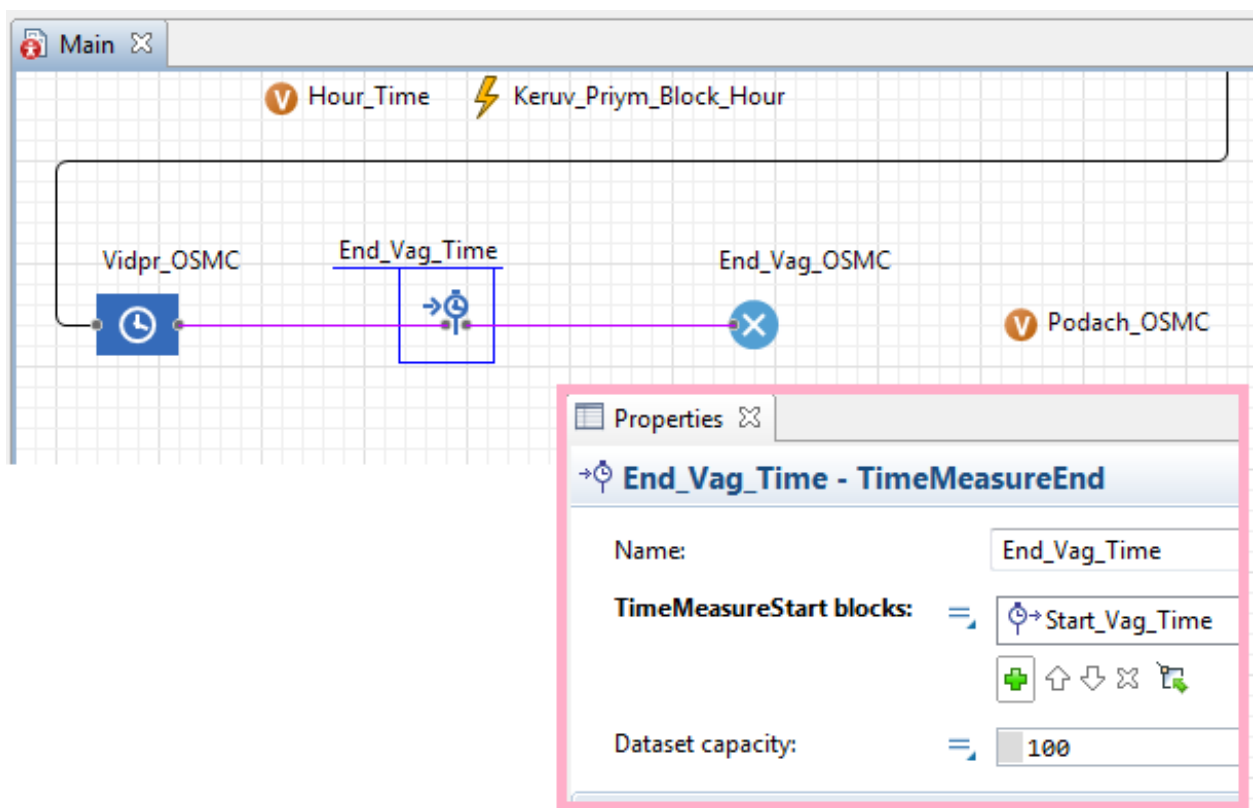 Main
V Hour_Time Keruv_Priym_Block_Hour
Vidpr_OSMC End_Vag_Time End_Vag_OSMC
V Podach_OSMC
Properties
End_Vag_Time - TimeMeasureEnd
Name: End_Vag_Time
TimeMeasureStart blocks: Start_Vag_Time
Dataset capacity: 100